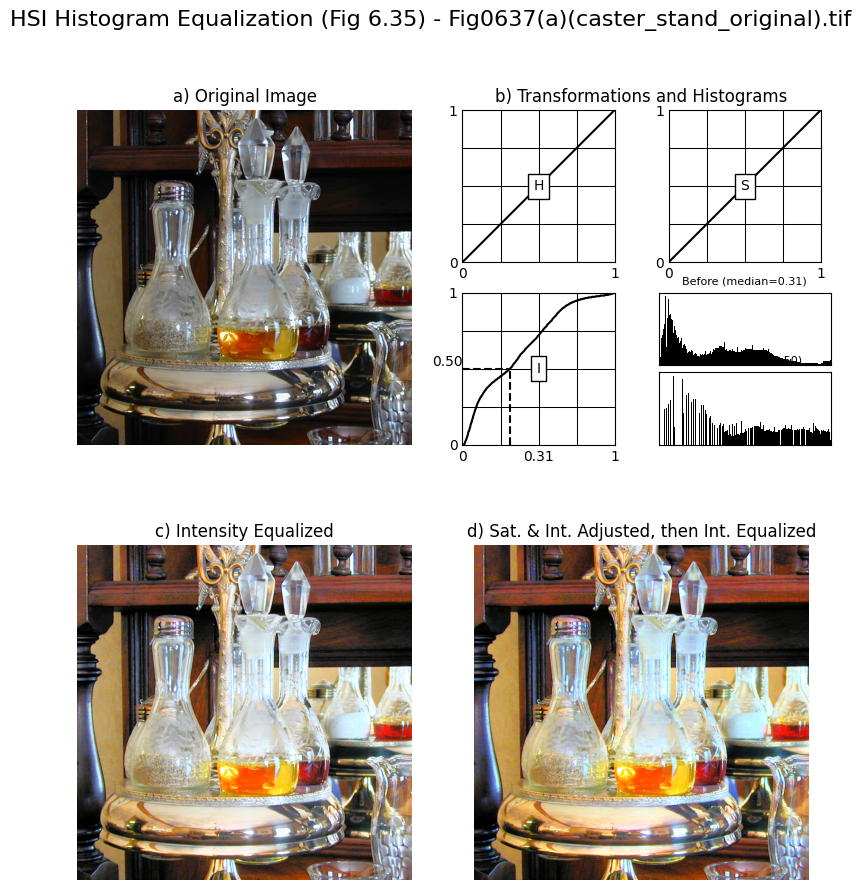 HSI Histogram Equalization (Fig 6.35) - Fig0637(a)(caster_stand_original).tif
a) Original Image
b) Transformations and Histograms
1
H
0
0
1
1
S
0
0
1
Before (median=0.31)
1
0.50
I
0
0
0.31
1
c) Intensity Equalized
d) Sat. & Int. Adjusted, then Int. Equalized